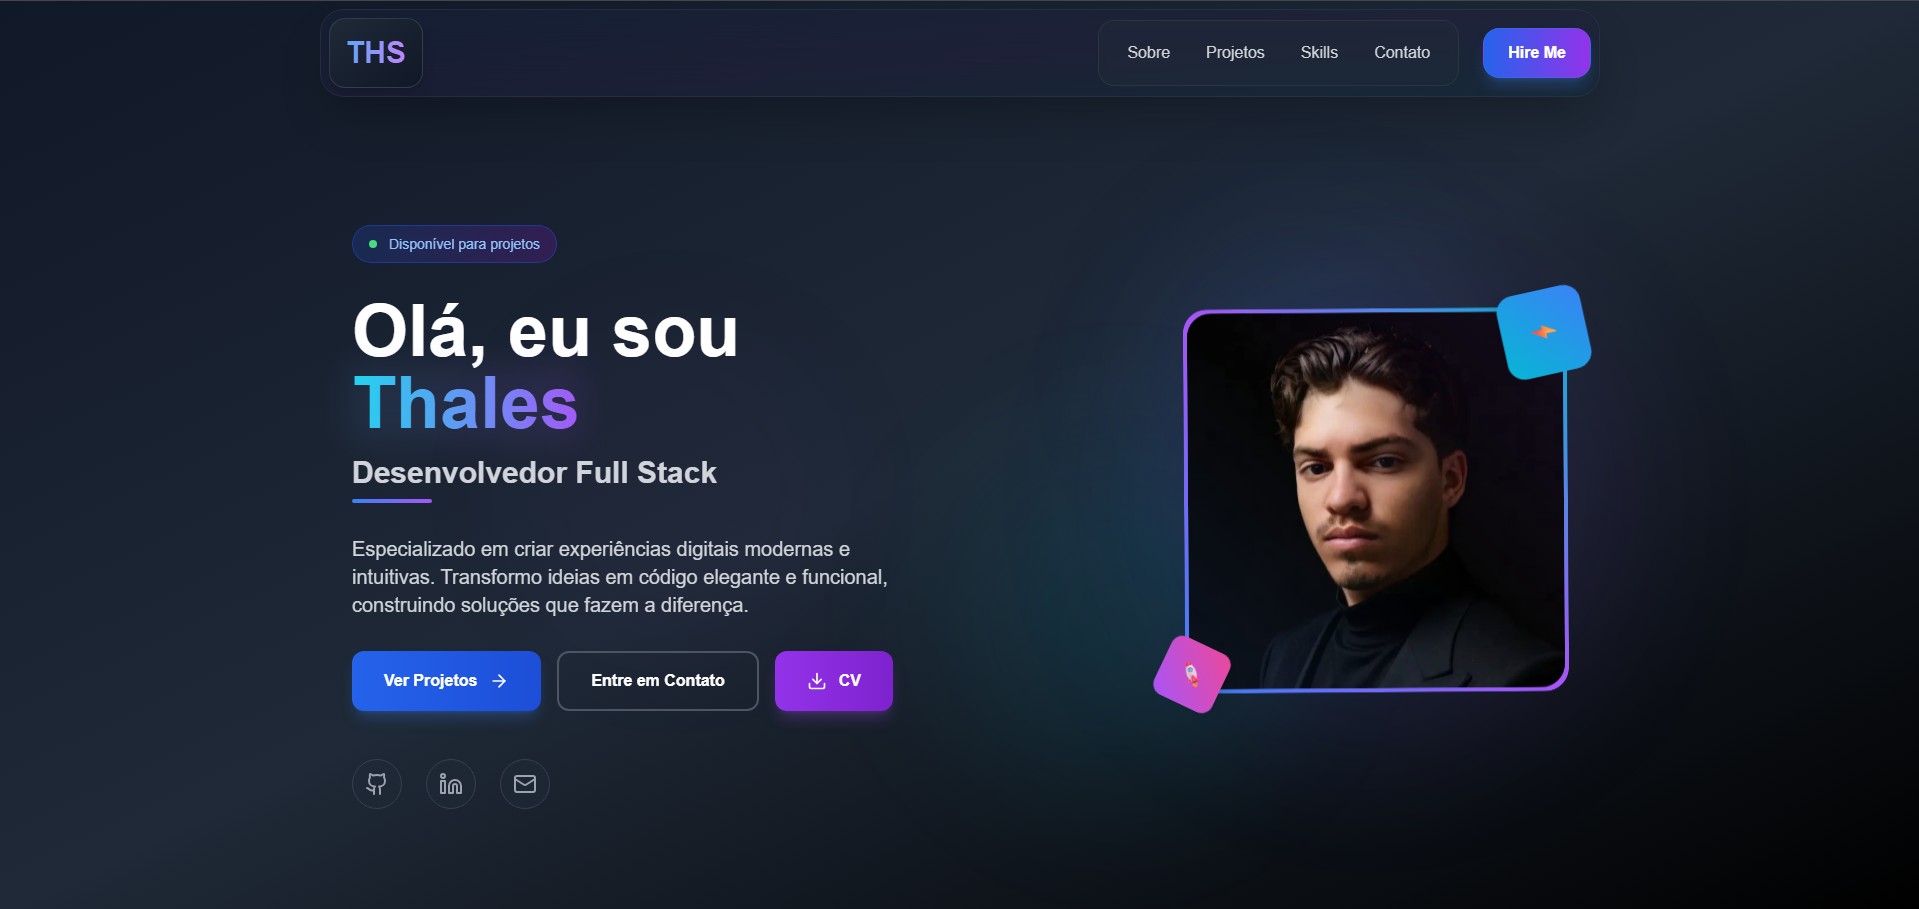 THS
Sobre Projetos Skills Contato Hire Me
Disponível para projetos
Olá, eu sou
Thales
Desenvolvedor Full Stack
Especializado em criar experiências digitais modernas e
intuitivas. Transformo ideias em código elegante e funcional,
construindo soluções que fazem a diferença.
Ver Projetos Entre em Contato CV